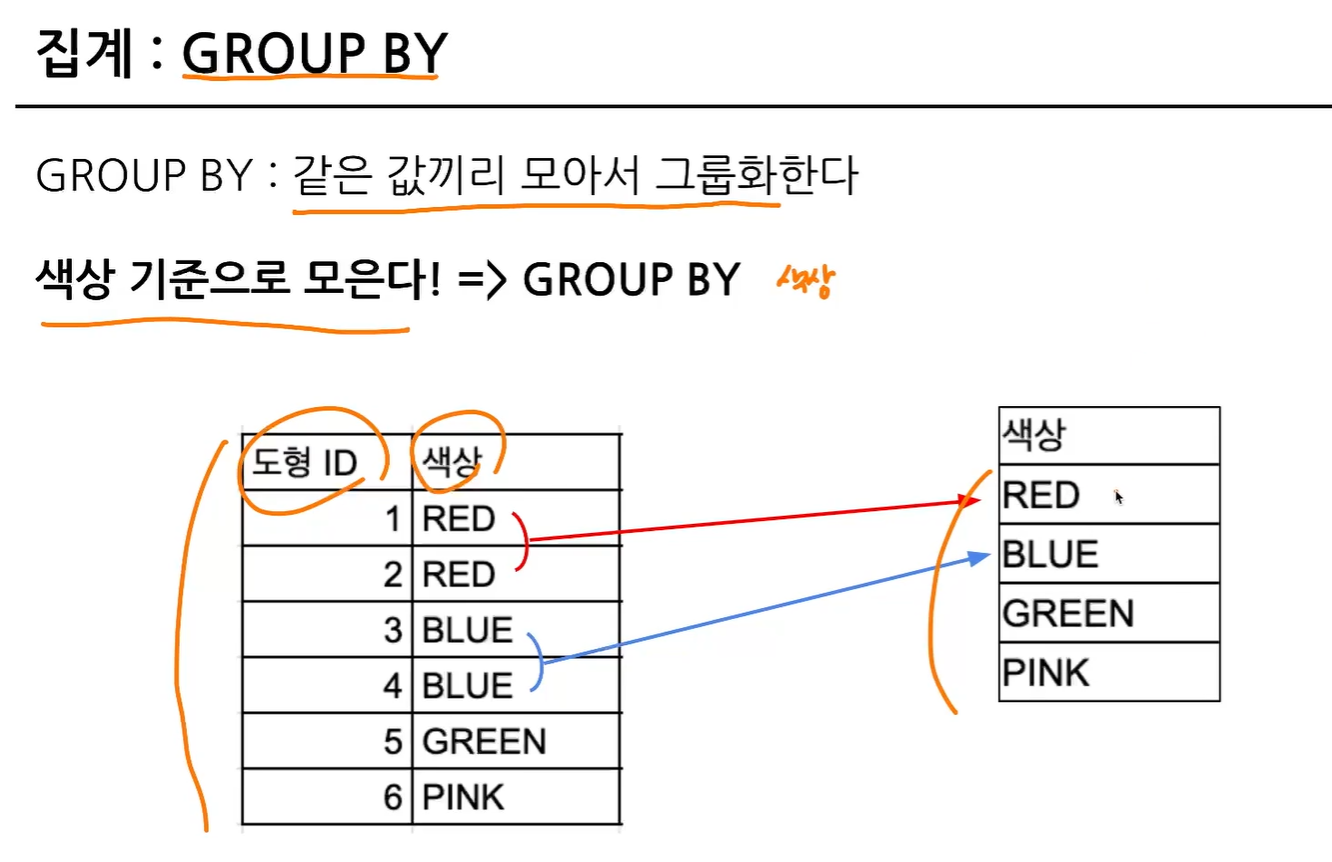 집계 : GROUP BY
GROUP BY : 같은 값끼리 모아서 그룹화한다
색상 기준으로 모은다! => GROUP BY 색상
도형 ID 색상
1 RED
2 RED
3 BLUE
4 BLUE
5 GREEN
6 PINK
색상
RED
BLUE
GREEN
PINK